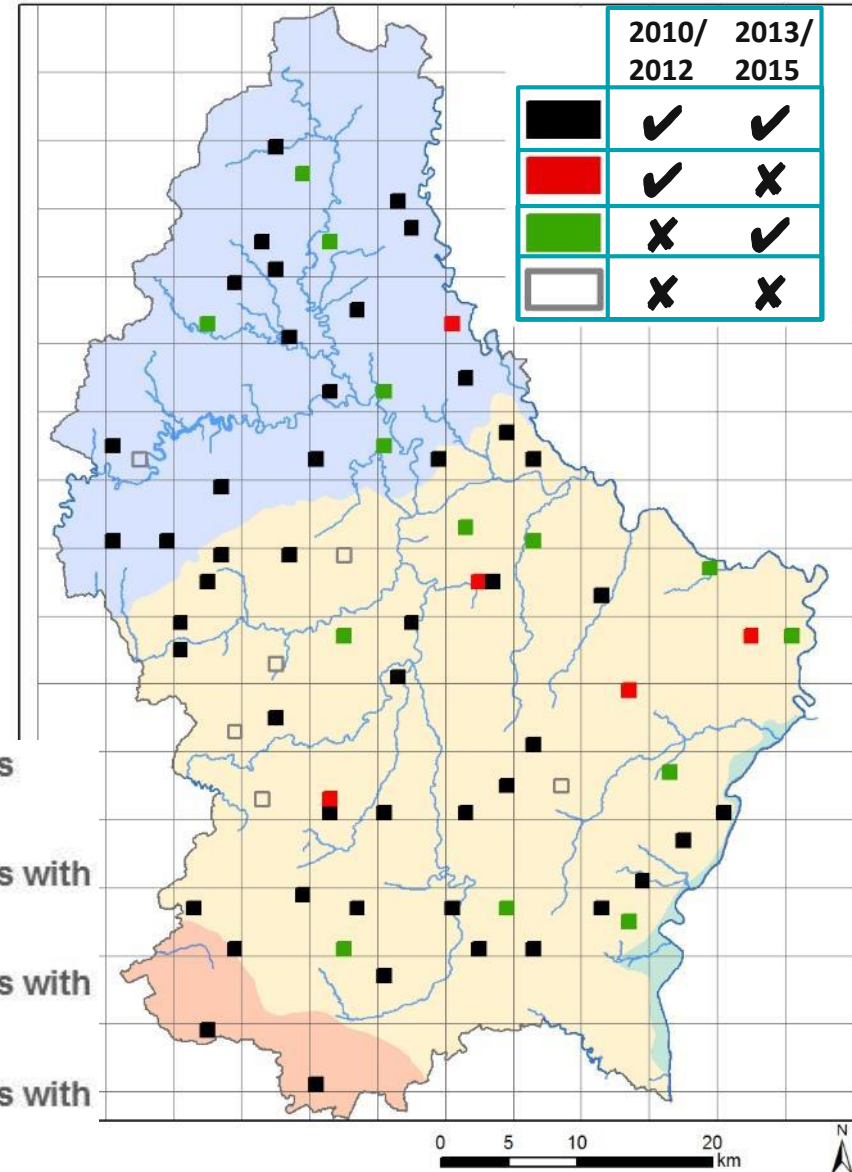 2010/ 2013/
2012 2015
✔ ✔
✔ ✘
✘ ✔
✘ ✘
s
s with
s with
s with
0 5 10 20
km
N